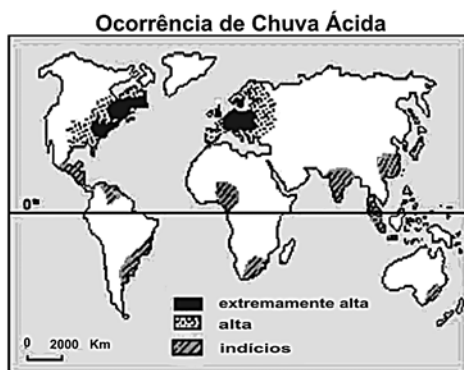 Ocorrência de Chuva Ácida
0°
extremamente alta
alta
indícios
0 2000 Km